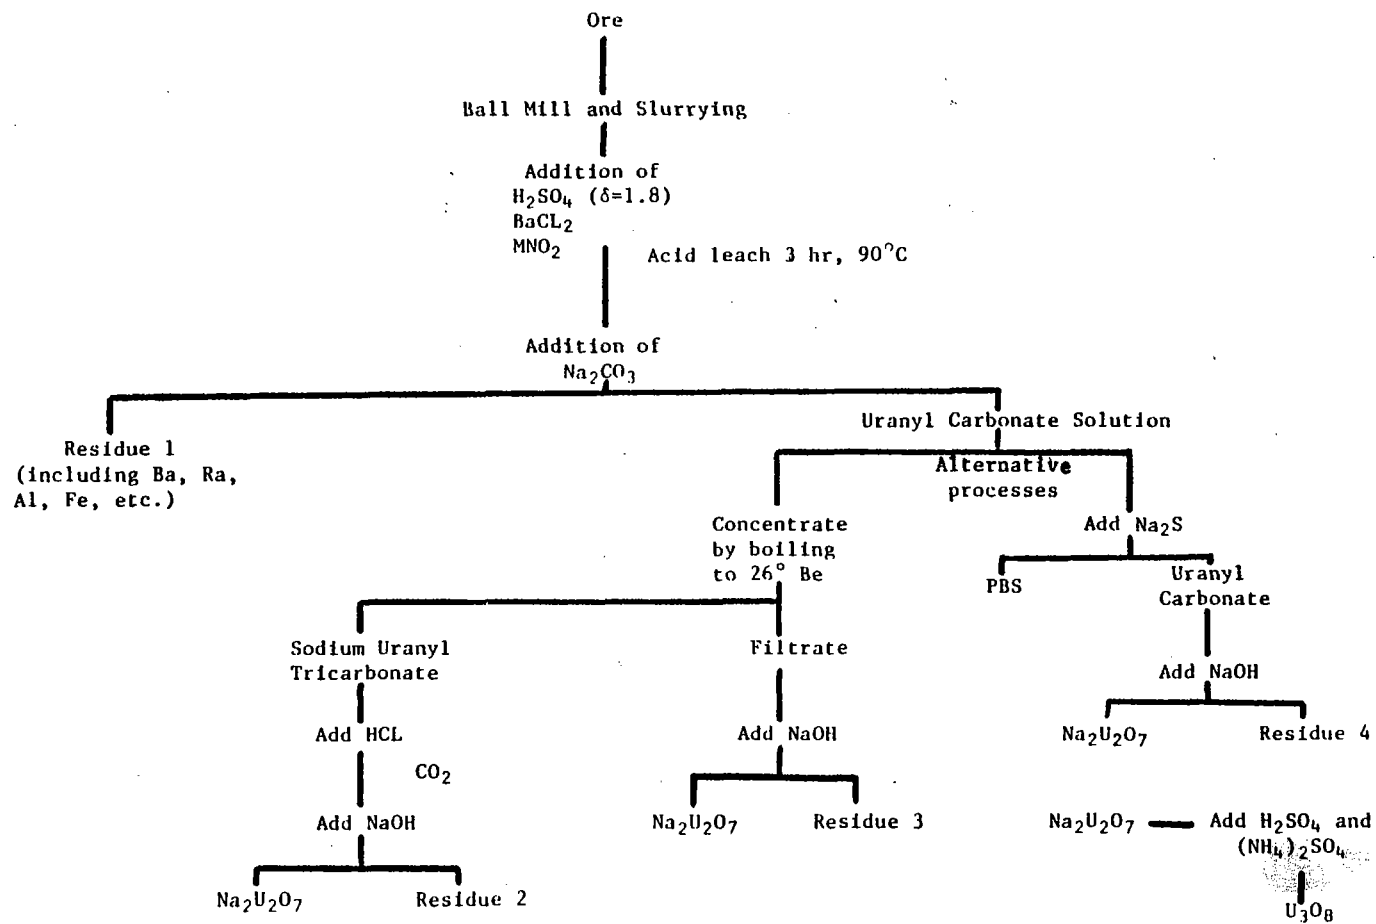 Ore
Ball Mill and Slurrying
Addition of
H₂SO₄ (δ=1.8)
BaCL₂
MNO₂
Acid leach 3 hr, 90°C
Addition of
Na₂CO₃
Residue 1
(including Ba, Ra,
Al, Fe, etc.)
Uranyl Carbonate Solution
Alternative
processes
Concentrate
by boiling
to 26° Be
Add Na₂S
PBS
Uranyl
Carbonate
Sodium Uranyl
Tricarbonate
Filtrate
Add NaOH
Add HCL
Add NaOH
Na₂U₂O₇
Residue 4
CO₂
Add NaOH
Na₂U₂O₇
Residue 3
Na₂U₂O₇
Add H₂SO₄ and
(NH₄)₂SO₄
Na₂U₂O₇
Residue 2
U₃O₈